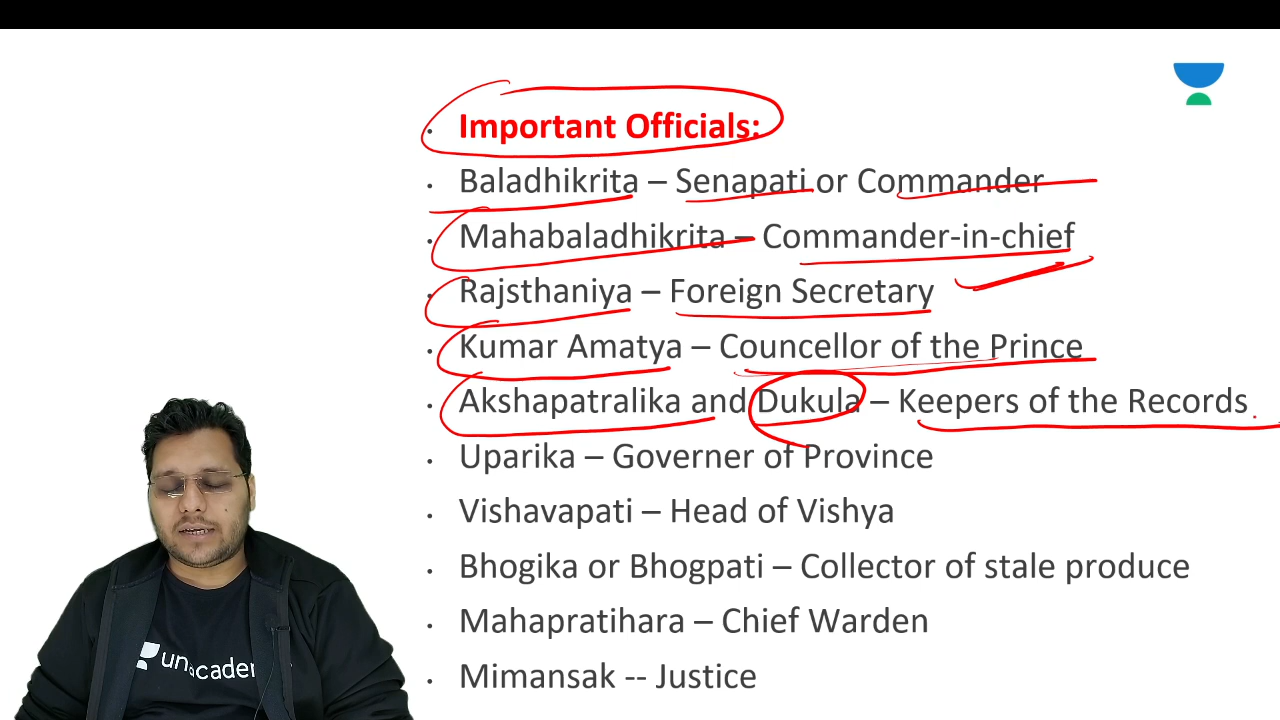 Important Officials:
Baladhikrita – Senapati or Commander
Mahabaladhikrita – Commander-in-chief
Rajsthaniya – Foreign Secretary
Kumar Amatya – Councellor of the Prince
Akshapatralika and Dukula – Keepers of the Records
Uparika – Governer of Province
Vishavapati – Head of Vishya
Bhogika or Bhogpati – Collector of stale produce
Mahapratihara – Chief Warden
Mimansak -- Justice